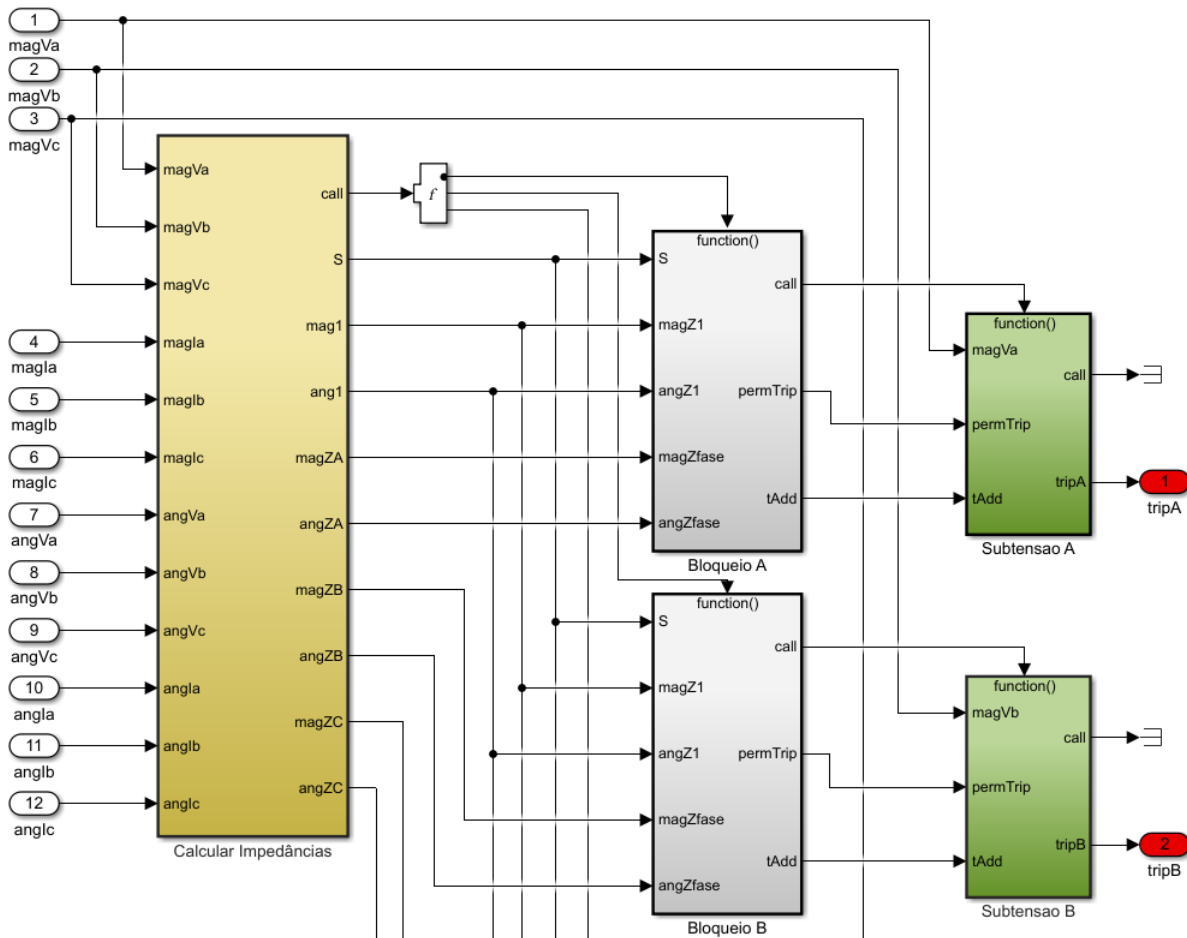 1
magVa
2
magVb
3
magVc
4
magIa
5
magIb
6
magIc
7
angVa
8
angVb
9
angVc
10
angIa
11
angIb
12
angIc
magVa
magVb
magVc
magIa
magIb
magIc
angVa
angVb
angVc
angIa
angIb
angIc
call
S
mag1
ang1
magZA
angZA
magZB
angZB
magZC
angZC
Calcular Impedâncias
f
function()
S
magZ1
angZ1
magZfase
angZfase
call
permTrip
tAdd
Bloqueio A
function()
magVa
permTrip
tAdd
call
tripA
Subtensao A
1
tripA
function()
S
magZ1
angZ1
magZfase
angZfase
call
permTrip
tAdd
Bloqueio B
function()
magVb
permTrip
tAdd
call
tripB
Subtensao B
2
tripB